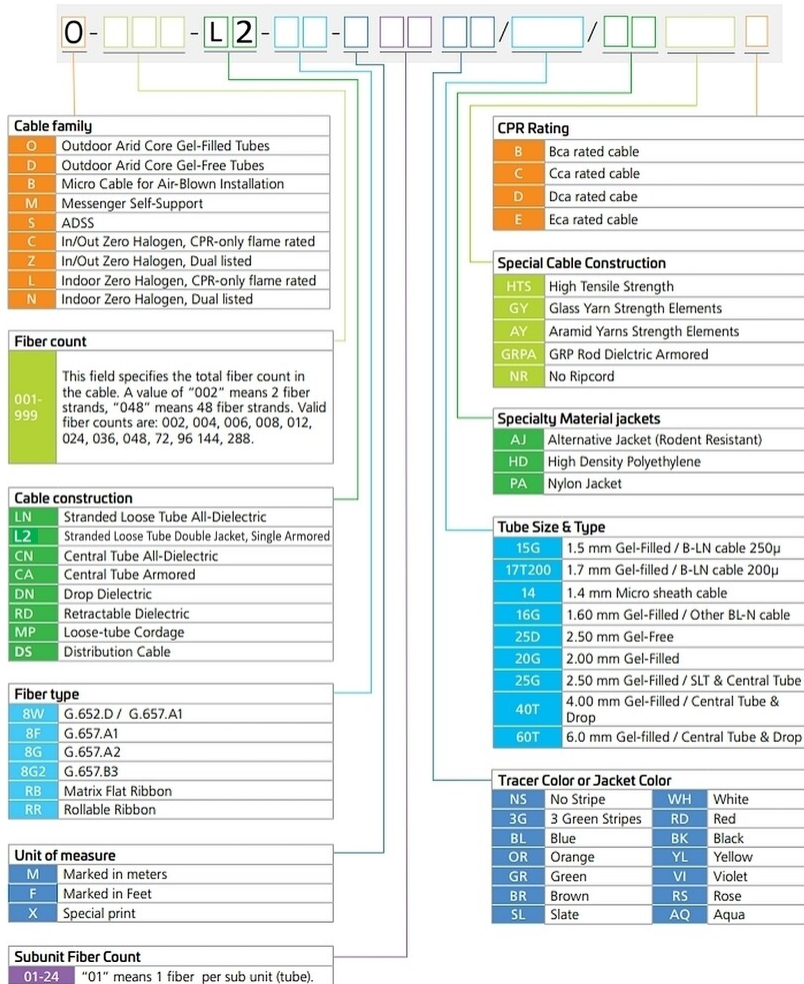 O - - L 2 - - / /
Cable family
O Outdoor Arid Core Gel-Filled Tubes
D Outdoor Arid Core Gel-Free Tubes
B Micro Cable for Air-Blown Installation
M Messenger Self-Support
S ADSS
C In/Out Zero Halogen, CPR-only flame rated
Z In/Out Zero Halogen, Dual listed
L Indoor Zero Halogen, CPR-only flame rated
N Indoor Zero Halogen, Dual listed
Fiber count
001-
999
This field specifies the total fiber count in
the cable. A value of "002" means 2 fiber
strands, "048" means 48 fiber strands. Valid
fiber counts are: 002, 004, 006, 008, 012,
024, 036, 048, 72, 96 144, 288.
Cable construction
LN Stranded Loose Tube All-Dielectric
L2 Stranded Loose Tube Double Jacket, Single Armored
CN Central Tube All-Dielectric
CA Central Tube Armored
DN Drop Dielectric
RD Retractable Dielectric
MP Loose-tube Cordage
DS Distribution Cable
Fiber type
8W G.652.D / G.657.A1
8F G.657.A1
8G G.657.A2
8G2 G.657.B3
RB Matrix Flat Ribbon
RR Rollable Ribbon
Unit of measure
M Marked in meters
F Marked in Feet
X Special print
Subunit Fiber Count
01-24 "01" means 1 fiber per sub unit (tube).
CPR Rating
B Bca rated cable
C Cca rated cable
D Dca rated cabe
E Eca rated cable
Special Cable Construction
HTS High Tensile Strength
GY Glass Yarn Strength Elements
AY Aramid Yarns Strength Elements
GRPA GRP Rod Dielctric Armored
NR No Ripcord
Specialty Material jackets
AJ Alternative Jacket (Rodent Resistant)
HD High Density Polyethylene
PA Nylon Jacket
Tube Size & Type
15G 1.5 mm Gel-Filled / B-LN cable 250µ
17T200 1.7 mm Gel-filled / B-LN cable 200µ
14 1.4 mm Micro sheath cable
16G 1.60 mm Gel-Filled / Other BL-N cable
25D 2.50 mm Gel-Free
20G 2.00 mm Gel-Filled
25G 2.50 mm Gel-Filled / SLT & Central Tube
40T 4.00 mm Gel-Filled / Central Tube &
Drop
60T 6.0 mm Gel-filled / Central Tube & Drop
Tracer Color or Jacket Color
NS No Stripe WH White
3G 3 Green Stripes RD Red
BL Blue BK Black
OR Orange YL Yellow
GR Green VI Violet
BR Brown RS Rose
SL Slate AQ Aqua